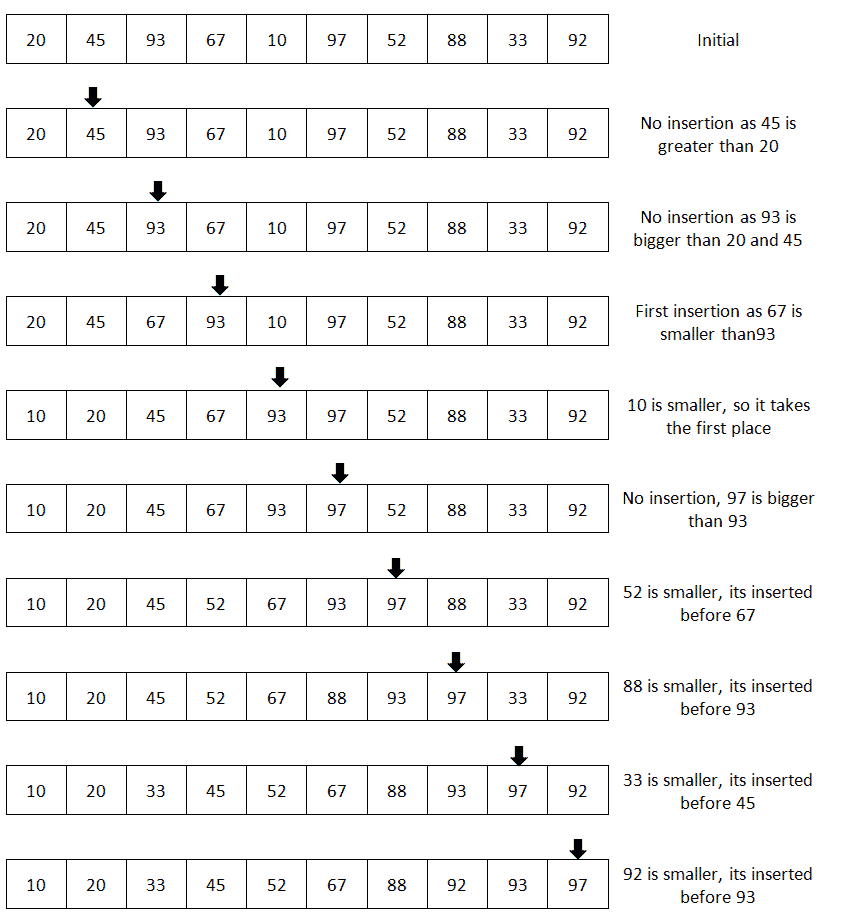 20 45 93 67 10 97 52 88 33 92 Initial
20 45 93 67 10 97 52 88 33 92
No insertion as 45 is
greater than 20
20 45 93 67 10 97 52 88 33 92
No insertion as 93 is
bigger than 20 and 45
20 45 67 93 10 97 52 88 33 92
First insertion as 67 is
smaller than93
10 20 45 67 93 97 52 88 33 92
10 is smaller, so it takes
the first place
10 20 45 67 93 97 52 88 33 92
No insertion, 97 is bigger
than 93
10 20 45 52 67 93 97 88 33 92
52 is smaller, its inserted
before 67
10 20 45 52 67 88 93 97 33 92
88 is smaller, its inserted
before 93
10 20 33 45 52 67 88 93 97 92
33 is smaller, its inserted
before 45
10 20 33 45 52 67 88 92 93 97
92 is smaller, its inserted
before 93